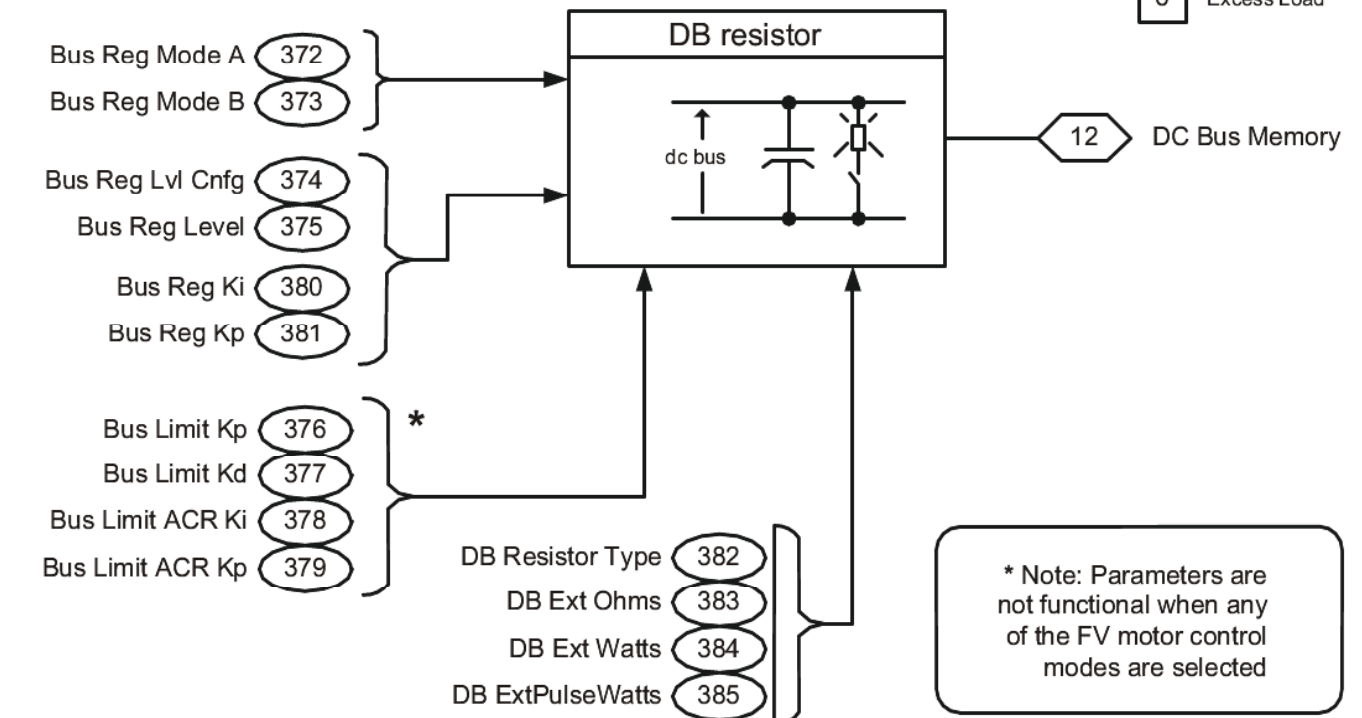 Excess Load
DB resistor
Bus Reg Mode A 372
Bus Reg Mode B 373
dc bus
12 DC Bus Memory
Bus Reg Lvl Cnfg 374
Bus Reg Level 375
Bus Reg Ki 380
Bus Reg Kp 381
*
Bus Limit Kp 376
Bus Limit Kd 377
Bus Limit ACR Ki 378
Bus Limit ACR Kp 379
DB Resistor Type 382
DB Ext Ohms 383
DB Ext Watts 384
DB ExtPulseWatts 385
* Note: Parameters are
not functional when any
of the FV motor control
modes are selected